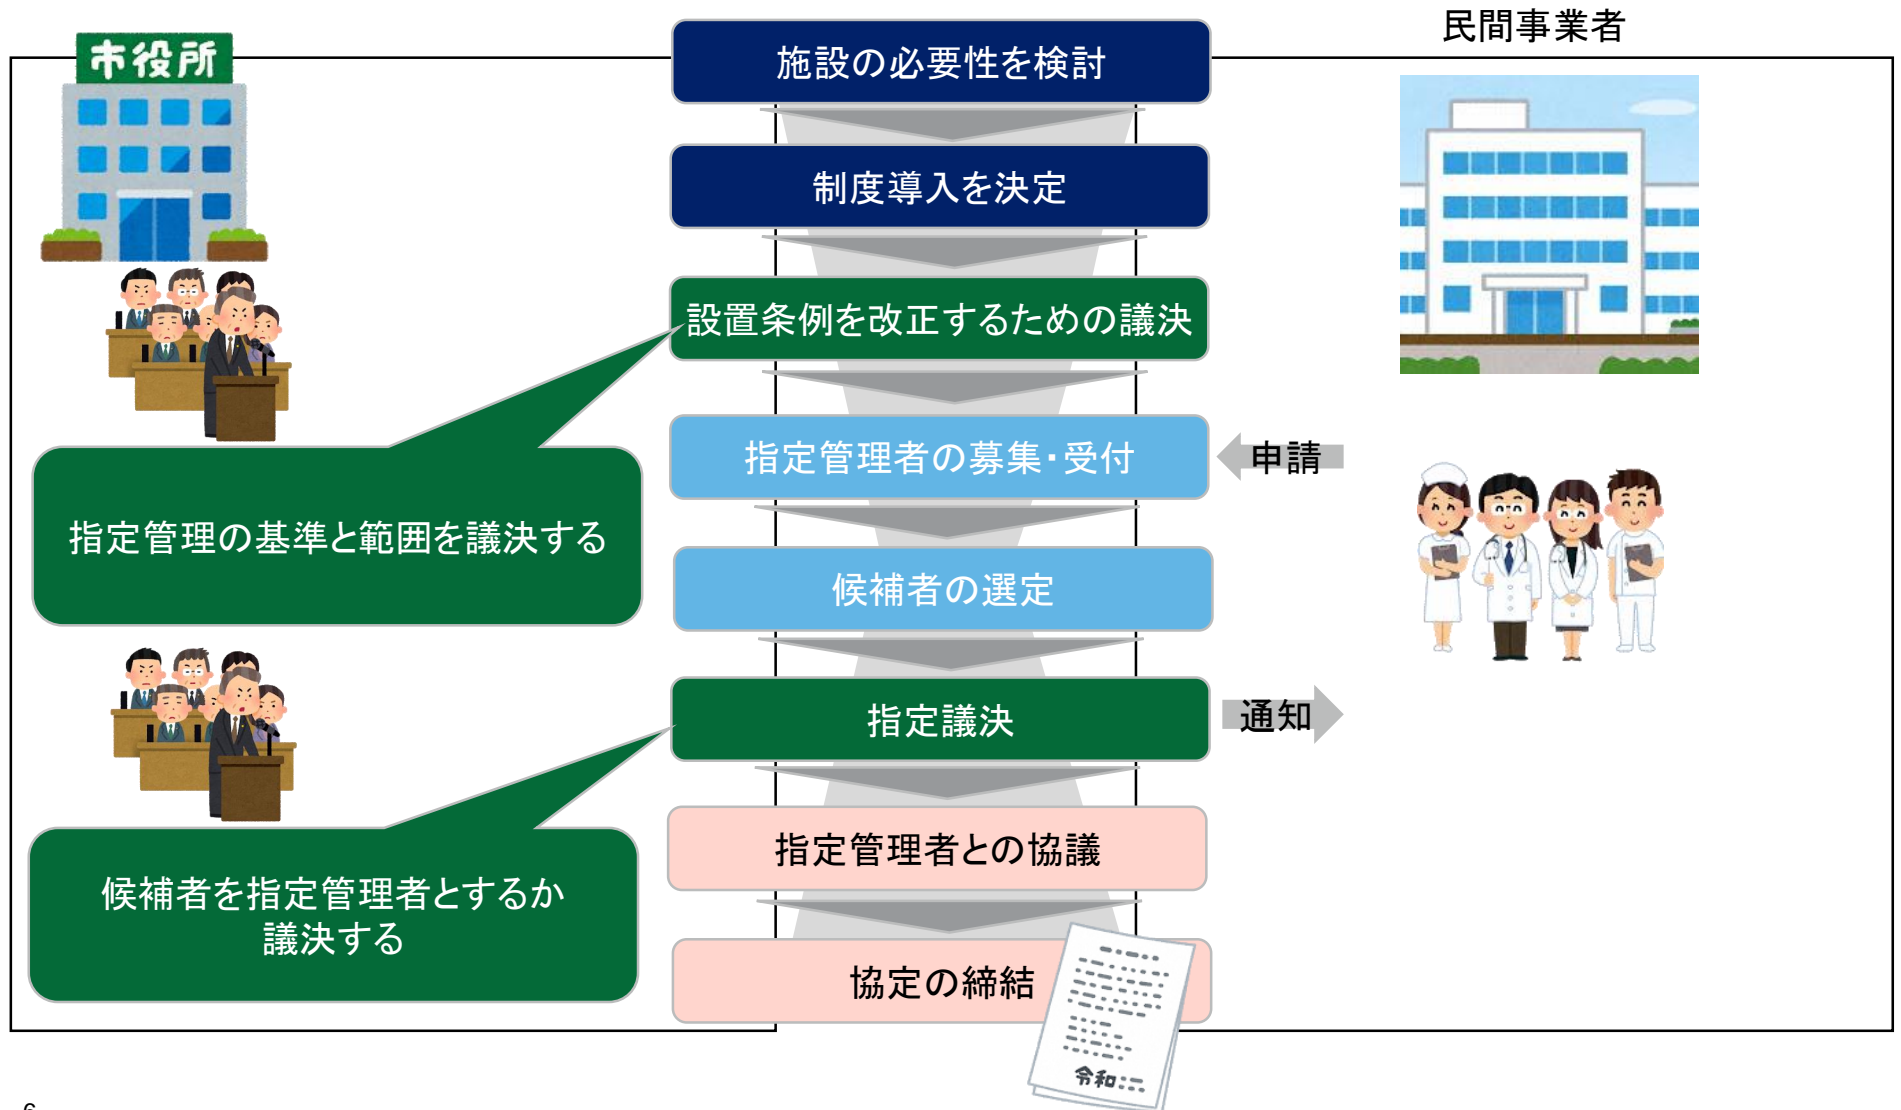 民間事業者
市役所
施設の必要性を検討
制度導入を決定
設置条例を改正するための議決
指定管理者の募集・受付
申請
指定管理の基準と範囲を議決する
候補者の選定
指定議決
通知
指定管理者との協議
候補者を指定管理者とするか
議決する
協定の締結
令和
6